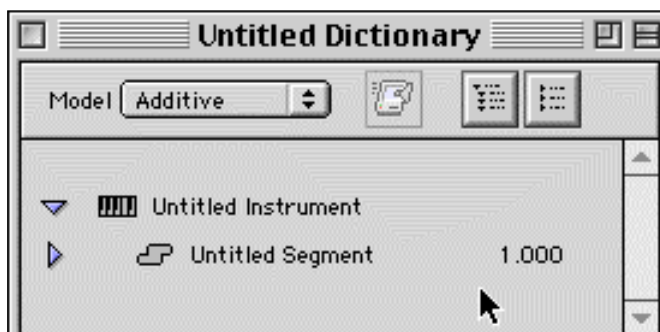 Untitled Dictionary
Model Additive
Untitled Instrument
Untitled Segment 1.000